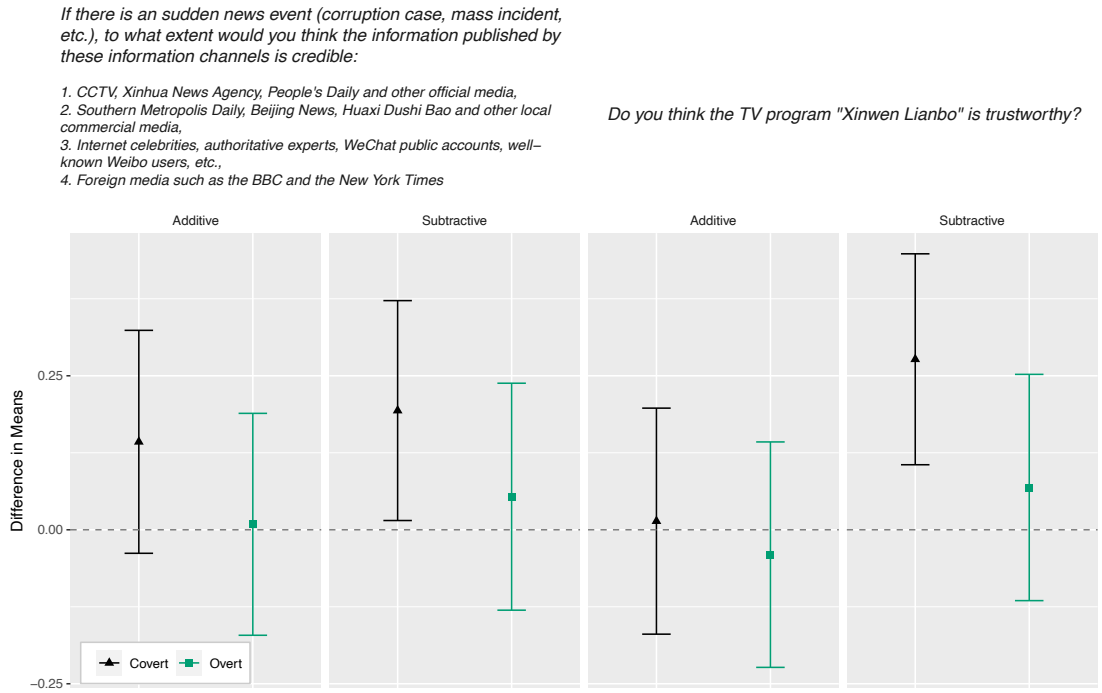 If there is an sudden news event (corruption case, mass incident,
etc.), to what extent would you think the information published by
these information channels is credible:
1. CCTV, Xinhua News Agency, People's Daily and other official media,
2. Southern Metropolis Daily, Beijing News, Huaxi Dushi Bao and other local
commercial media,
3. Internet celebrities, authoritative experts, WeChat public accounts, well–
known Weibo users, etc.,
4. Foreign media such as the BBC and the New York Times
Do you think the TV program "Xinwen Lianbo" is trustworthy?
Additive
Subtractive
Additive
Subtractive
Difference in Means
0.25
0.00
−0.25
Covert
Overt